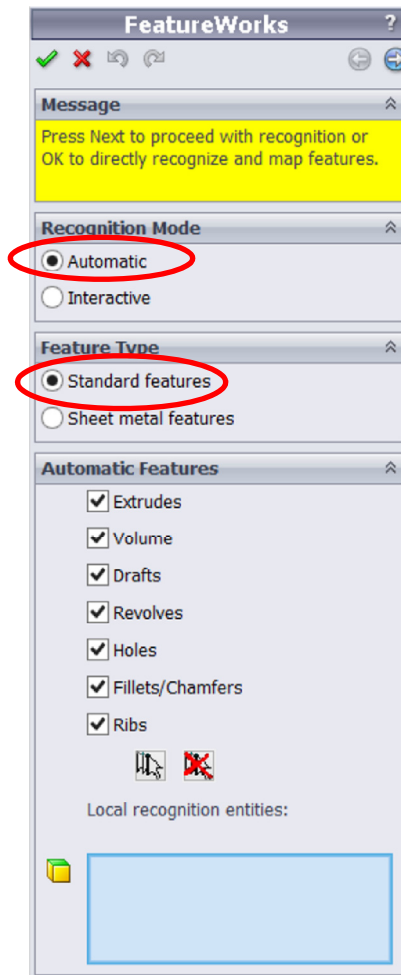 FeatureWorks ?
Message
Press Next to proceed with recognition or
OK to directly recognize and map features.
Recognition Mode
Automatic
Interactive
Feature Type
Standard features
Sheet metal features
Automatic Features
Extrudes
Volume
Drafts
Revolves
Holes
Fillets/Chamfers
Ribs
Local recognition entities: